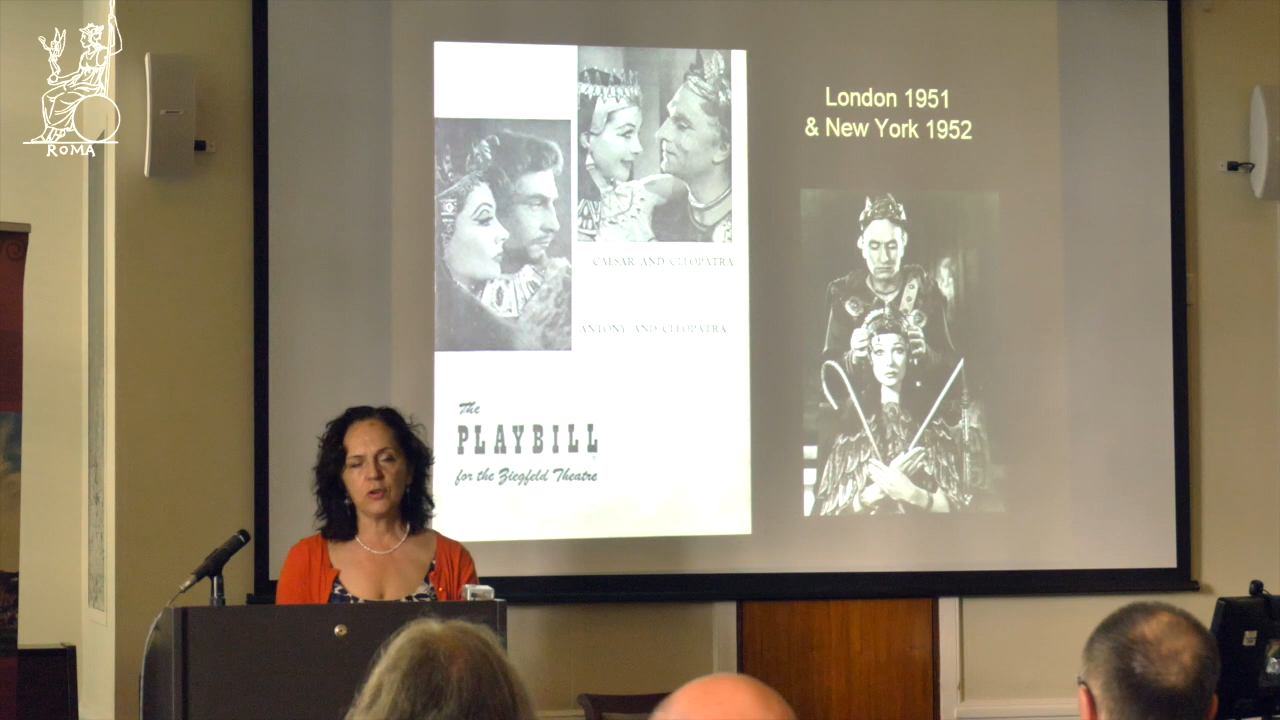 ROMA
London 1951
& New York 1952
CAESAR AND CLEOPATRA
ANTONY AND CLEOPATRA
The
PLAYBILL
for the Ziegfeld Theatre